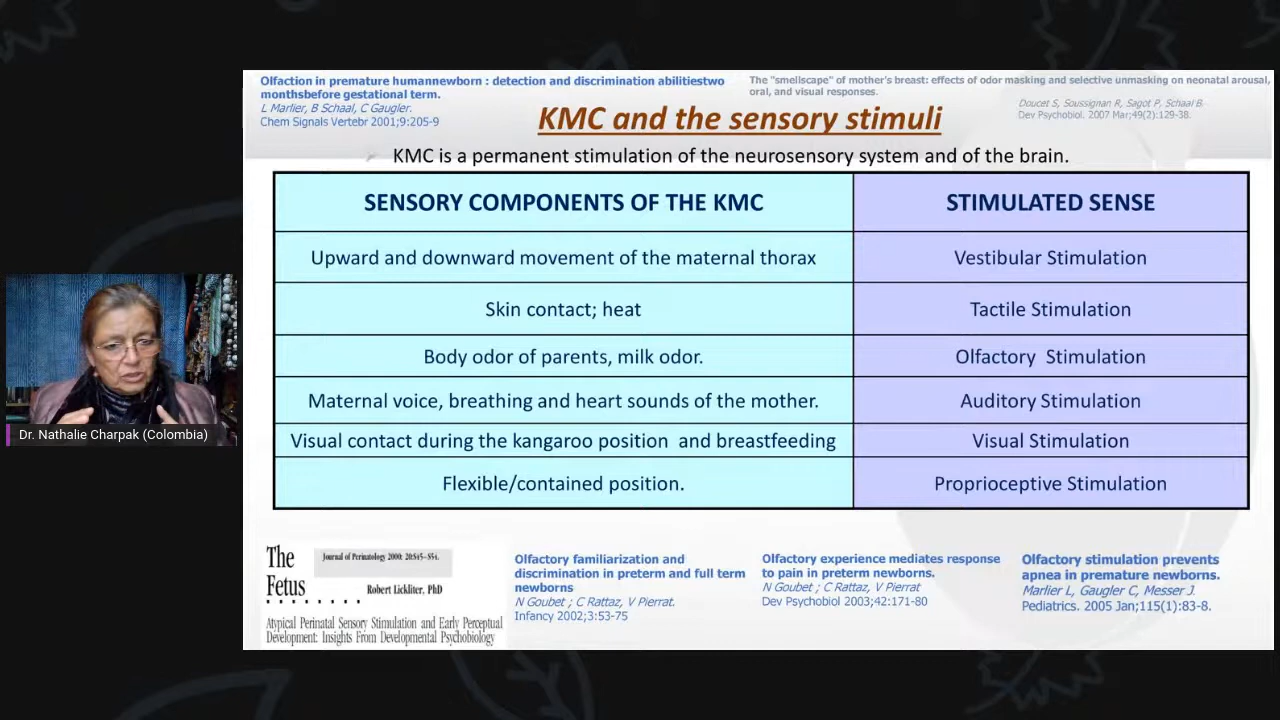 Olfaction in premature humannewborn : detection and discrimination abilitiestwo
monthsbefore gestational term.
L Marlier, B Schaal, C Gaugler.
Chem Signals Vertebr 2001;9:205-9
The "smellscape" of mother's breast: effects of odor masking and selective unmasking on neonatal arousal,
oral, and visual responses.
Doucet S, Soussignan R, Sagot P, Schaal B.
Dev Psychobiol. 2007 Mar;49(2):129-38.
KMC and the sensory stimuli
KMC is a permanent stimulation of the neurosensory system and of the brain.
SENSORY COMPONENTS OF THE KMC
STIMULATED SENSE
Upward and downward movement of the maternal thorax
Vestibular Stimulation
Skin contact; heat
Tactile Stimulation
Body odor of parents, milk odor.
Olfactory Stimulation
Maternal voice, breathing and heart sounds of the mother.
Auditory Stimulation
Visual contact during the kangaroo position and breastfeeding
Visual Stimulation
Flexible/contained position.
Proprioceptive Stimulation
Dr. Nathalie Charpak (Colombia)
The
Fetus
Journal of Perinatology 2000; 20:S45–S54.
Robert Lickliter, PhD
Atypical Perinatal Sensory Stimulation and Early Perceptual
Development: Insights From Developmental Psychobiology
Olfactory familiarization and
discrimination in preterm and full term
newborns
N Goubet ; C Rattaz, V Pierrat.
Infancy 2002;3:53-75
Olfactory experience mediates response
to pain in preterm newborns.
N Goubet ; C Rattaz, V Pierrat
Dev Psychobiol 2003;42:171-80
Olfactory stimulation prevents
apnea in premature newborns.
Marlier L, Gaugler C, Messer J.
Pediatrics. 2005 Jan;115(1):83-8.